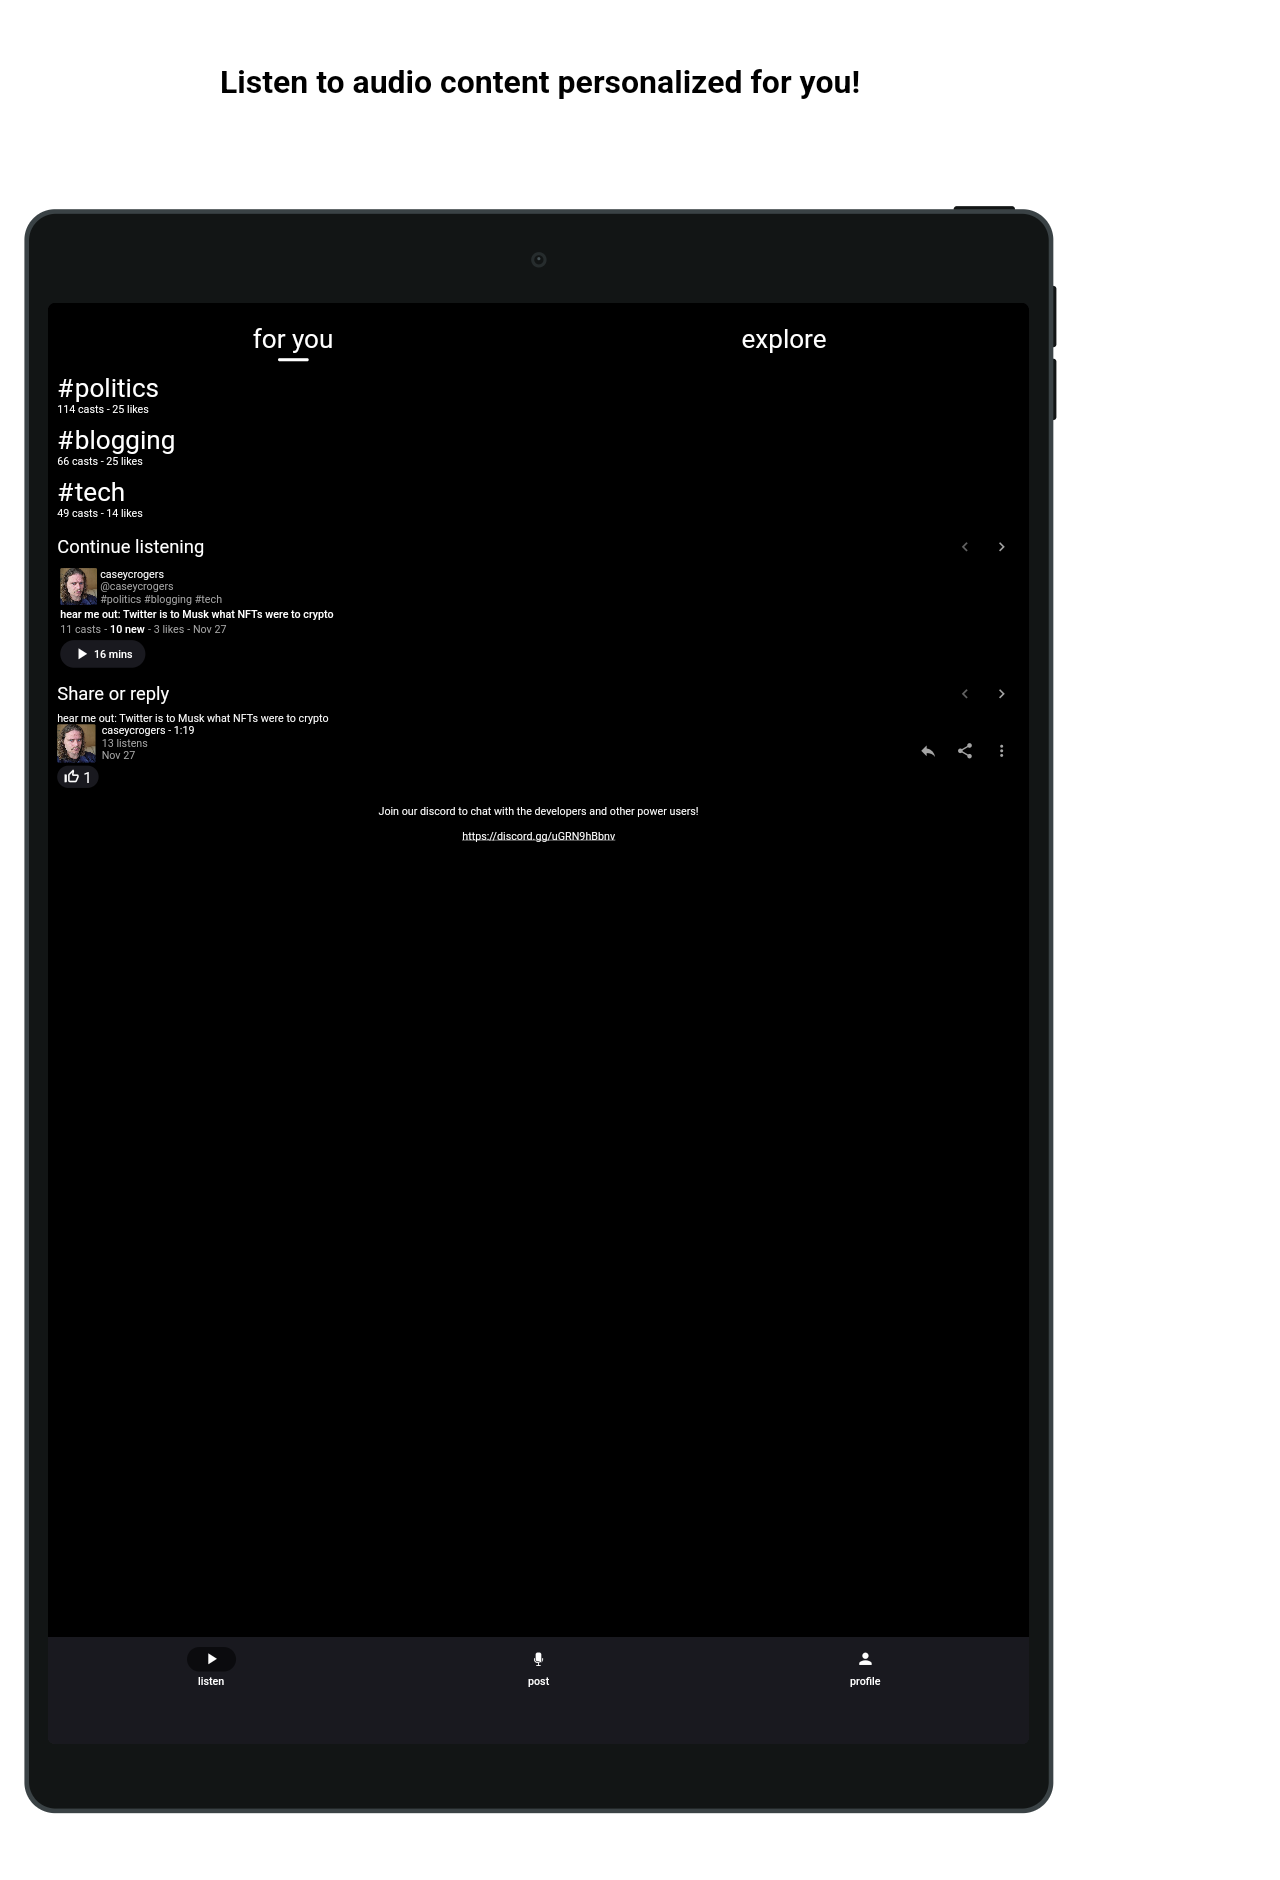 Listen to audio content personalized for you!
for you
explore
#politics
114 casts - 25 likes
#blogging
66 casts - 25 likes
#tech
49 casts - 14 likes
Continue listening
caseycrogers
@caseycrogers
#politics #blogging #tech
hear me out: Twitter is to Musk what NFTs were to crypto
11 casts - 10 new - 3 likes - Nov 27
16 mins
Share or reply
hear me out: Twitter is to Musk what NFTs were to crypto
caseycrogers - 1:19
13 listens
Nov 27
1
Join our discord to chat with the developers and other power users!
https://discord.gg/uGRN9hBbnv
listen
post
profile